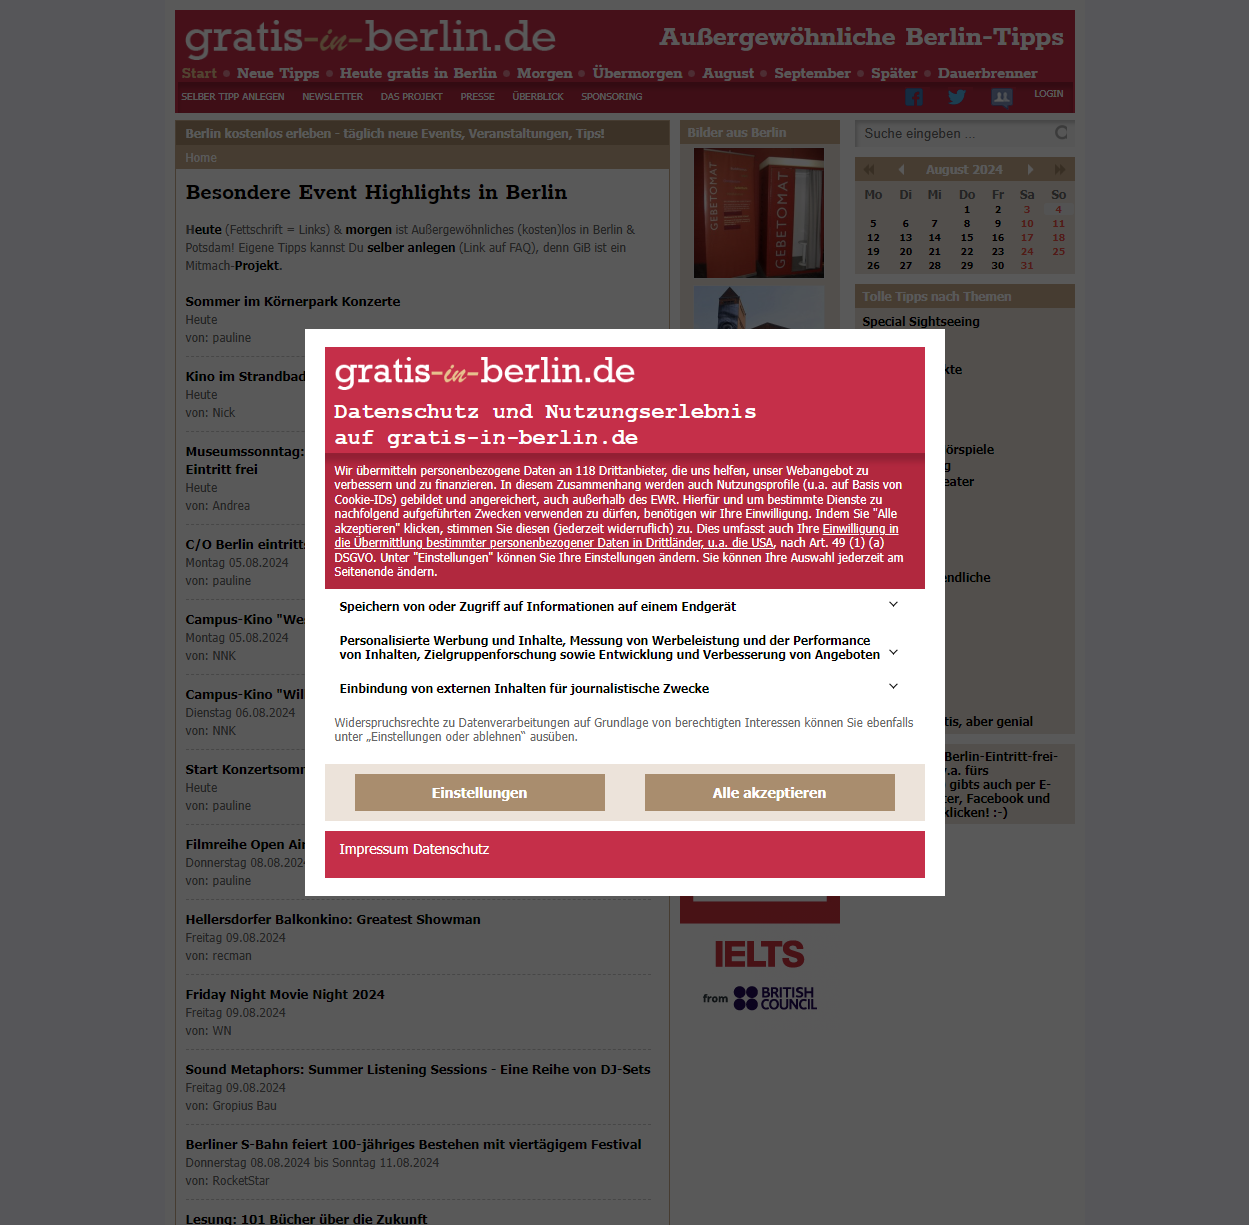 gratis-in-berlin.de
Außergewöhnliche Berlin-Tipps
Start • Neue Tipps • Heute gratis in Berlin • Morgen • Übermorgen • August • September • Später • Dauerbrenner
SELBER TIPP ANLEGEN NEWSLETTER DAS PROJEKT PRESSE ÜBERBLICK SPONSORING LOGIN
Berlin kostenlos erleben - täglich neue Events, Veranstaltungen, Tips!
Home
Besondere Event Highlights in Berlin
Heute (Fettschrift = Links) & morgen ist Außergewöhnliches (kosten)los in Berlin &
Potsdam! Eigene Tipps kannst Du selber anlegen (Link auf FAQ), denn GiB ist ein
Mitmach-Projekt.
Sommer im Körnerpark Konzerte
Heute
von: pauline
Kino im Strandbad
Heute
von: Nick
Museumssonntag:
Eintritt frei
Heute
von: Andrea
C/O Berlin eintritts
Montag 05.08.2024
von: pauline
Campus-Kino "Wes
Montag 05.08.2024
von: NNK
Campus-Kino "Will
Dienstag 06.08.2024
von: NNK
Start Konzertsomm
Heute
von: pauline
Filmreihe Open Air
Donnerstag 08.08.2024
von: pauline
Hellersdorfer Balkonkino: Greatest Showman
Freitag 09.08.2024
von: recman
Friday Night Movie Night 2024
Freitag 09.08.2024
von: WN
Sound Metaphors: Summer Listening Sessions - Eine Reihe von DJ-Sets
Freitag 09.08.2024
von: Gropius Bau
Berliner S-Bahn feiert 100-jähriges Bestehen mit viertägigem Festival
Donnerstag 08.08.2024 bis Sonntag 11.08.2024
von: RocketStar
Lesung: 101 Bücher über die Zukunft
Bilder aus Berlin
GEBETOMAT
GEBETOMAT
IELTS
from BRITISH
COUNCIL
Suche eingeben ...
August 2024
Mo Di Mi Do Fr Sa So
1 2 3 4
5 6 7 8 9 10 11
12 13 14 15 16 17 18
19 20 21 22 23 24 25
26 27 28 29 30 31
Tolle Tipps nach Themen
Special Sightseeing
kte
örspiele
g
eater
endliche
tis, aber genial
Berlin-Eintritt-frei-
v.a. fürs
gibts auch per E-
ter, Facebook und
klicken! :-)
gratis-in-berlin.de
Datenschutz und Nutzungserlebnis
auf gratis-in-berlin.de
Wir übermitteln personenbezogene Daten an 118 Drittanbieter, die uns helfen, unser Webangebot zu
verbessern und zu finanzieren. In diesem Zusammenhang werden auch Nutzungsprofile (u.a. auf Basis von
Cookie-IDs) gebildet und angereichert, auch außerhalb des EWR. Hierfür und um bestimmte Dienste zu
nachfolgend aufgeführten Zwecken verwenden zu dürfen, benötigen wir Ihre Einwilligung. Indem Sie "Alle
akzeptieren" klicken, stimmen Sie diesen (jederzeit widerruflich) zu. Dies umfasst auch Ihre Einwilligung in
die Übermittlung bestimmter personenbezogener Daten in Drittländer, u.a. die USA, nach Art. 49 (1) (a)
DSGVO. Unter "Einstellungen" können Sie Ihre Einstellungen ändern. Sie können Ihre Auswahl jederzeit am
Seitenende ändern.
Speichern von oder Zugriff auf Informationen auf einem Endgerät
Personalisierte Werbung und Inhalte, Messung von Werbeleistung und der Performance
von Inhalten, Zielgruppenforschung sowie Entwicklung und Verbesserung von Angeboten
Einbindung von externen Inhalten für journalistische Zwecke
Widerspruchsrechte zu Datenverarbeitungen auf Grundlage von berechtigten Interessen können Sie ebenfalls
unter „Einstellungen oder ablehnen“ ausüben.
Einstellungen Alle akzeptieren
Impressum Datenschutz